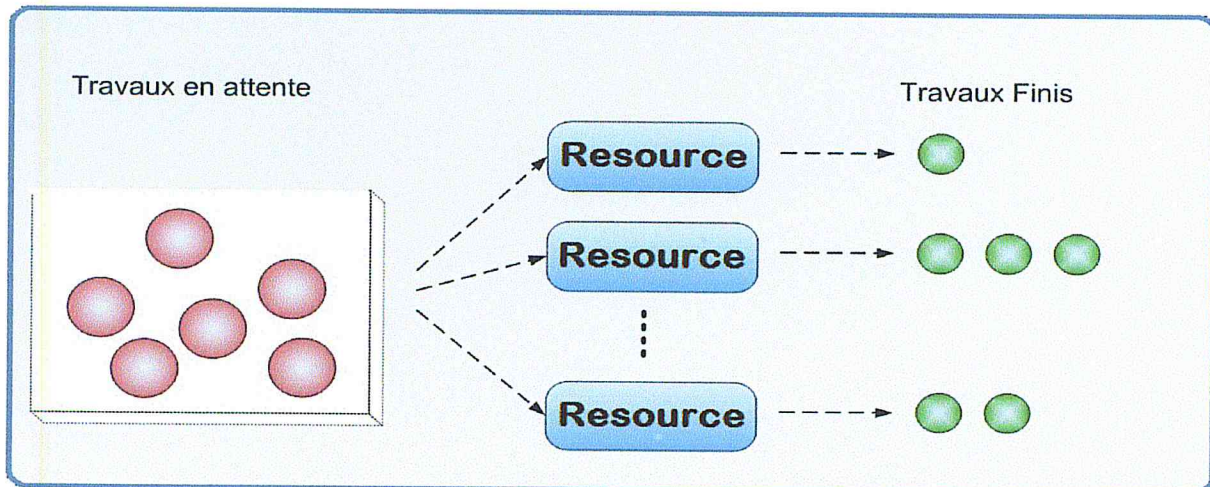 Travaux en attente
Travaux Finis
Resource
Resource
Resource